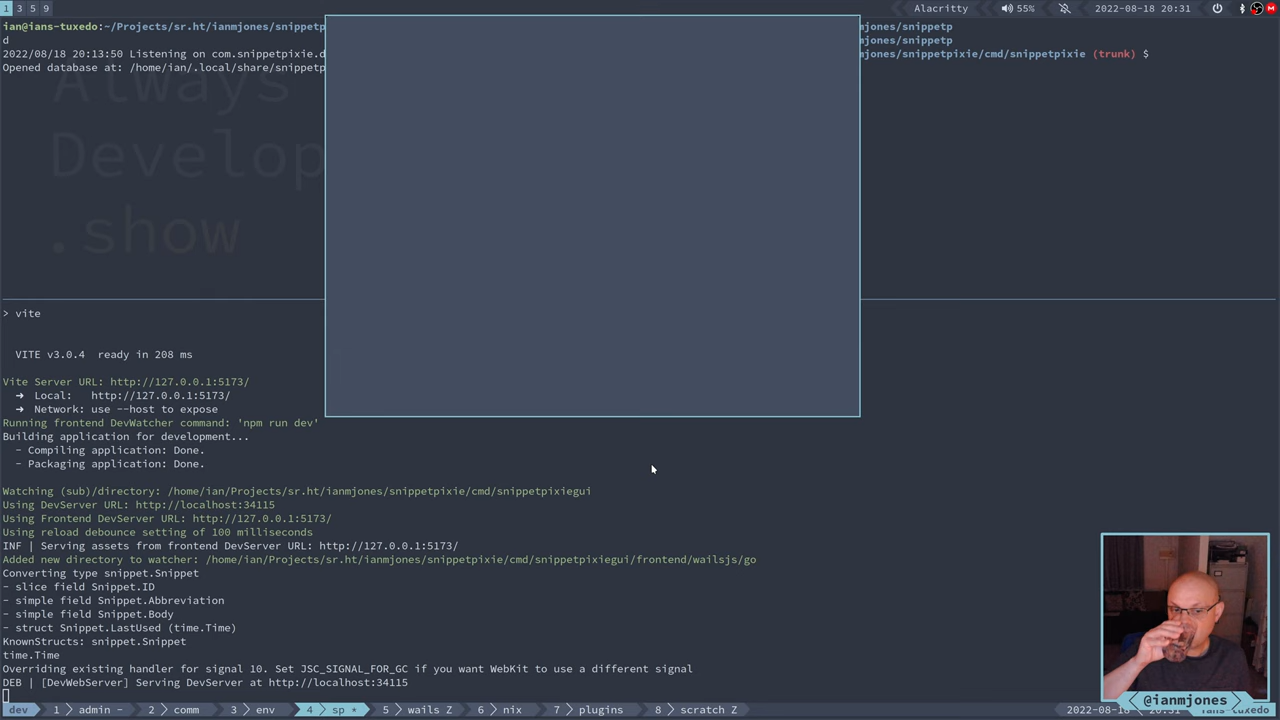 1 3 5 9
Alacritty
55%
2022-08-18 20:31
ian@ians-tuxedo:~/Projects/sr.ht/ianmjones/snippetp
mjones/snippetp
d
mjones/snippetp
2022/08/18 20:13:50 Listening on com.snippetpixie.d
jones/snippetpixie/cmd/snippetpixie (trunk) $
Opened database at: /home/ian/.local/share/snippetp
Always
Develop
.show
> vite
VITE v3.0.4 ready in 208 ms
Vite Server URL: http://127.0.0.1:5173/
➜ Local: http://127.0.0.1:5173/
➜ Network: use --host to expose
Running frontend DevWatcher command: 'npm run dev'
Building application for development...
- Compiling application: Done.
- Packaging application: Done.
Watching (sub)/directory: /home/ian/Projects/sr.ht/ianmjones/snippetpixie/cmd/snippetpixiegui
Using DevServer URL: http://localhost:34115
Using Frontend DevServer URL: http://127.0.0.1:5173/
Using reload debounce setting of 100 milliseconds
INF | Serving assets from frontend DevServer URL: http://127.0.0.1:5173/
Added new directory to watcher: /home/ian/Projects/sr.ht/ianmjones/snippetpixie/cmd/snippetpixiegui/frontend/wailsjs/go
Converting type snippet.Snippet
- slice field Snippet.ID
- simple field Snippet.Abbreviation
- simple field Snippet.Body
- struct Snippet.LastUsed (time.Time)
KnownStructs: snippet.Snippet
time.Time
Overriding existing handler for signal 10. Set JSC_SIGNAL_FOR_GC if you want WebKit to use a different signal
DEB | [DevWebServer] Serving DevServer at http://localhost:34115
@ianmjones
dev 1 admin - 2 comm 3 env 4 sp * 5 wails Z 6 nix 7 plugins 8 scratch Z